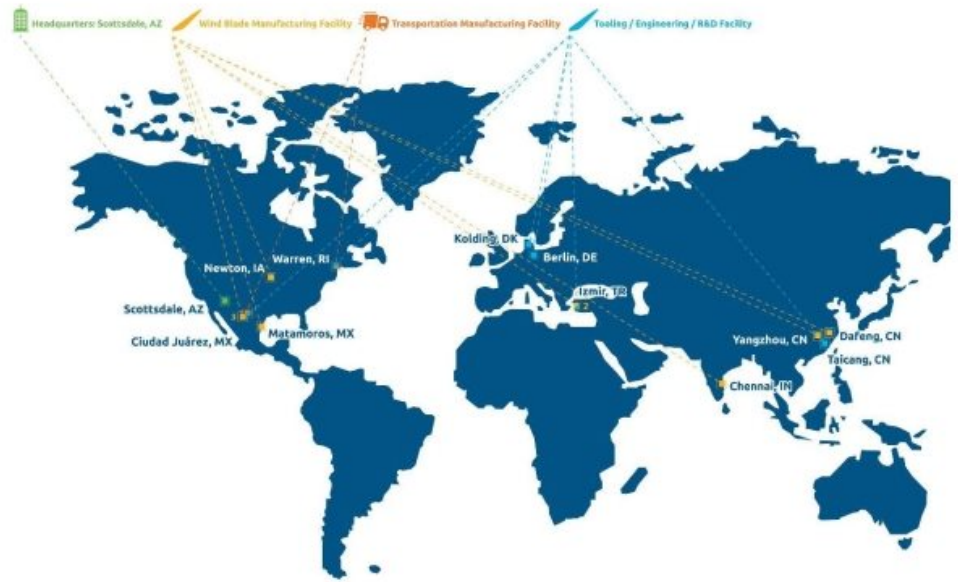 Headquarters: Scottsdale, AZ
Wind Blade Manufacturing Facility
Transportation Manufacturing Facility
Tooling / Engineering / R&D Facility
Kolding, DK
Berlin, DE
Warren, RI
Newton, IA
Izmir, TR
2
Scottsdale, AZ
3
Matamoros, MX
Ciudad Juárez, MX
Yangzhou, CN
Dafeng, CN
Taicang, CN
Chennai, IN